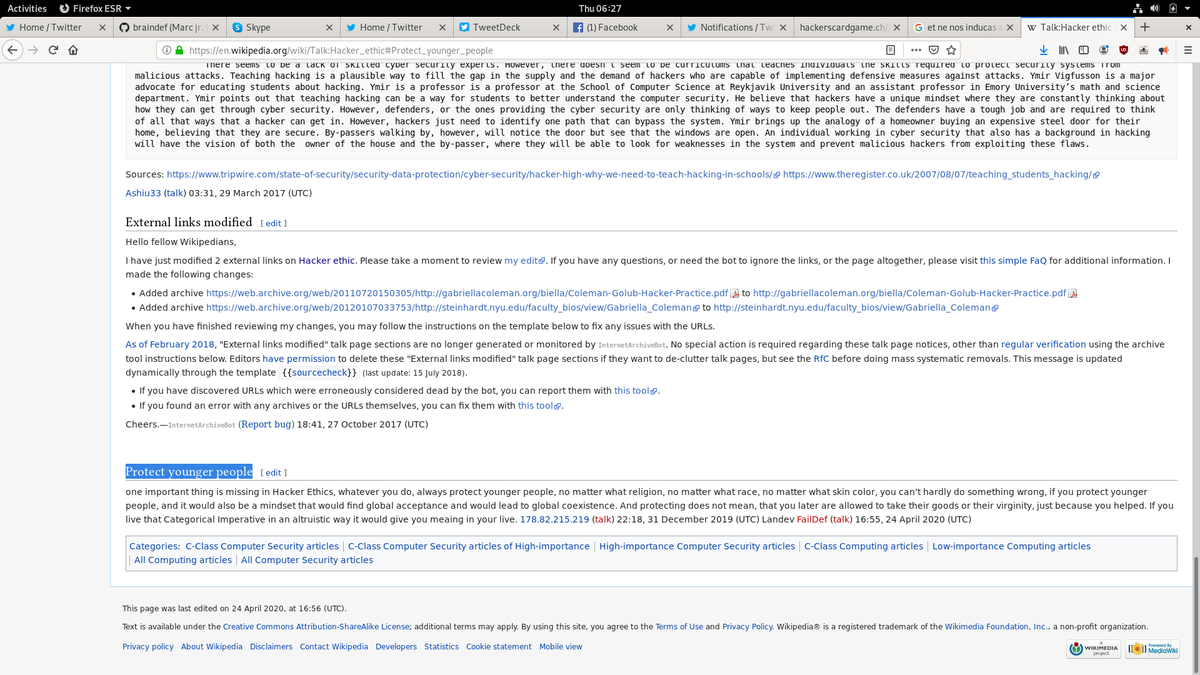 Activities Firefox ESR Thu 06:27
Home / Twitter braindef (Marc jr. Skype Home / Twitter TweetDeck (1) Facebook Notifications / Tw hackerscardgame.ch/ et ne nos inducas Talk:Hacker ethic
https://en.wikipedia.org/wiki/Talk:Hacker_ethic#Protect_younger_people
There seems to be a lack of skilled cyber security experts. However, there doesn't seem to be curriculums that teaches individuals the skills required to protect security systems from
malicious attacks. Teaching hacking is a plausible way to fill the gap in the supply and the demand of hackers who are capable of implementing defensive measures against attacks. Ymir Vigfusson is a major
advocate for educating students about hacking. Ymir is a professor is a professor at the School of Computer Science at Reykjavik University and an assistant professor in Emory University's math and science
department. Ymir points out that teaching hacking can be a way for students to better understand the computer security. He believe that hackers have a unique mindset where they are constantly thinking about
how they can get through cyber security. However, defenders, or the ones providing the cyber security are only thinking of ways to keep people out. The defenders have a tough job and are required to think
of all that ways that a hacker can get in. However, hackers just need to identify one path that can bypass the system. Ymir brings up the analogy of a homeowner buying an expensive steel door for their
home, believing that they are secure. By-passers walking by, however, will notice the door but see that the windows are open. An individual working in cyber security that also has a background in hacking
will have the vision of both the owner of the house and the by-passer, where they will be able to look for weaknesses in the system and prevent malicious hackers from exploiting these flaws.
Sources: https://www.tripwire.com/state-of-security/security-data-protection/cyber-security/hacker-high-why-we-need-to-teach-hacking-in-schools/ https://www.theregister.co.uk/2007/08/07/teaching_students_hacking/
Ashiu33 (talk) 03:31, 29 March 2017 (UTC)
External links modified [ edit ]
Hello fellow Wikipedians,
I have just modified 2 external links on Hacker ethic. Please take a moment to review my edit. If you have any questions, or need the bot to ignore the links, or the page altogether, please visit this simple FaQ for additional information. I
made the following changes:
• Added archive https://web.archive.org/web/20110720150305/http://gabriellacoleman.org/biella/Coleman-Golub-Hacker-Practice.pdf to http://gabriellacoleman.org/biella/Coleman-Golub-Hacker-Practice.pdf
• Added archive https://web.archive.org/web/20120107033753/http://steinhardt.nyu.edu/faculty_bios/view/Gabriella_Coleman to http://steinhardt.nyu.edu/faculty_bios/view/Gabriella_Coleman
When you have finished reviewing my changes, you may follow the instructions on the template below to fix any issues with the URLs.
As of February 2018, "External links modified" talk page sections are no longer generated or monitored by InternetArchiveBot. No special action is required regarding these talk page notices, other than regular verification using the archive
tool instructions below. Editors have permission to delete these "External links modified" talk page sections if they want to de-clutter talk pages, but see the RfC before doing mass systematic removals. This message is updated
dynamically through the template {{sourcecheck}} (last update: 15 July 2018).
• If you have discovered URLs which were erroneously considered dead by the bot, you can report them with this tool.
• If you found an error with any archives or the URLs themselves, you can fix them with this tool.
Cheers.—InternetArchiveBot (Report bug) 18:41, 27 October 2017 (UTC)
Protect younger people [ edit ]
one important thing is missing in Hacker Ethics, whatever you do, always protect younger people, no matter what religion, no matter what race, no matter what skin color, you can't hardly do something wrong, if you protect younger
people, and it would also be a mindset that would find global acceptance and would lead to global coexistence. And protecting does not mean, that you later are allowed to take their goods or their virginity, just because you helped. If you
live that Categorical Imperative in an altruistic way it would give you meaing in your live. 178.82.215.219 (talk) 22:18, 31 December 2019 (UTC) Landev FailDef (talk) 16:55, 24 April 2020 (UTC)
Categories: C-Class Computer Security articles | C-Class Computer Security articles of High-importance | High-importance Computer Security articles | C-Class Computing articles | Low-importance Computing articles
| All Computing articles | All Computer Security articles
This page was last edited on 24 April 2020, at 16:56 (UTC).
Text is available under the Creative Commons Attribution-ShareAlike License; additional terms may apply. By using this site, you agree to the Terms of Use and Privacy Policy. Wikipedia® is a registered trademark of the Wikimedia Foundation, Inc., a non-profit organization.
Privacy policy About Wikipedia Disclaimers Contact Wikipedia Developers Statistics Cookie statement Mobile view
WIKIMEDIA project Powered By MediaWiki